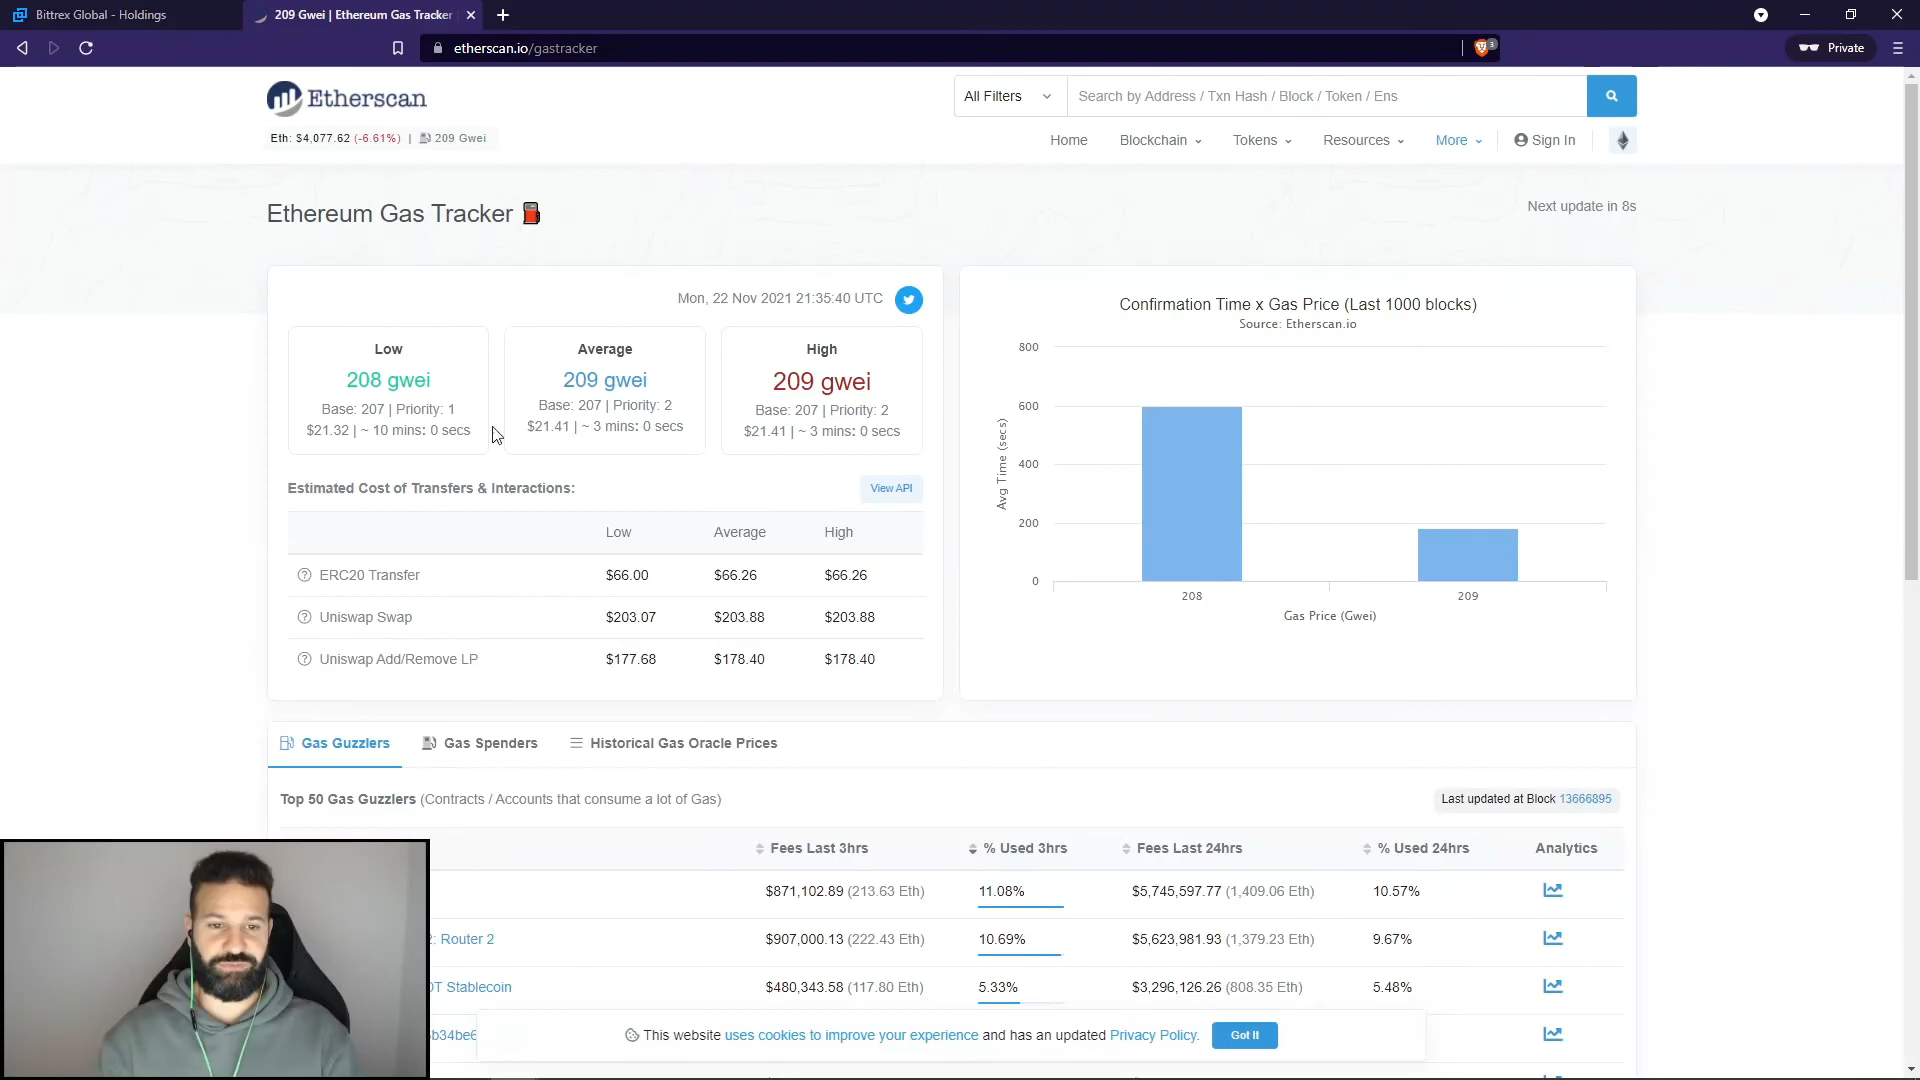 Bittrex Global - Holdings
209 Gwei | Ethereum Gas Tracker
etherscan.io/gastracker
3
Private
Etherscan
All Filters
Search by Address / Txn Hash / Block / Token / Ens
Eth: $4,077.62 (-6.61%) | 209 Gwei
Home Blockchain Tokens Resources More Sign In
Ethereum Gas Tracker
Next update in 8s
Mon, 22 Nov 2021 21:35:40 UTC
Low
208 gwei
Base: 207 | Priority: 1
$21.32 | ~ 10 mins: 0 secs
Average
209 gwei
Base: 207 | Priority: 2
$21.41 | ~ 3 mins: 0 secs
High
209 gwei
Base: 207 | Priority: 2
$21.41 | ~ 3 mins: 0 secs
Estimated Cost of Transfers & Interactions:
View API
Low Average High
ERC20 Transfer $66.00 $66.26 $66.26
Uniswap Swap $203.07 $203.88 $203.88
Uniswap Add/Remove LP $177.68 $178.40 $178.40
Confirmation Time x Gas Price (Last 1000 blocks)
Source: Etherscan.io
Avg Time (secs)
800
600
400
200
0
208 209
Gas Price (Gwei)
Gas Guzzlers Gas Spenders Historical Gas Oracle Prices
Top 50 Gas Guzzlers (Contracts / Accounts that consume a lot of Gas)
Last updated at Block 13666895
Fees Last 3hrs % Used 3hrs Fees Last 24hrs % Used 24hrs Analytics
$871,102.89 (213.63 Eth) 11.08% $5,745,597.77 (1,409.06 Eth) 10.57%
2: Router 2 $907,000.13 (222.43 Eth) 10.69% $5,623,981.93 (1,379.23 Eth) 9.67%
DT Stablecoin $480,343.58 (117.80 Eth) 5.33% $3,296,126.26 (808.35 Eth) 5.48%
b34be6
This website uses cookies to improve your experience and has an updated Privacy Policy.
Got It